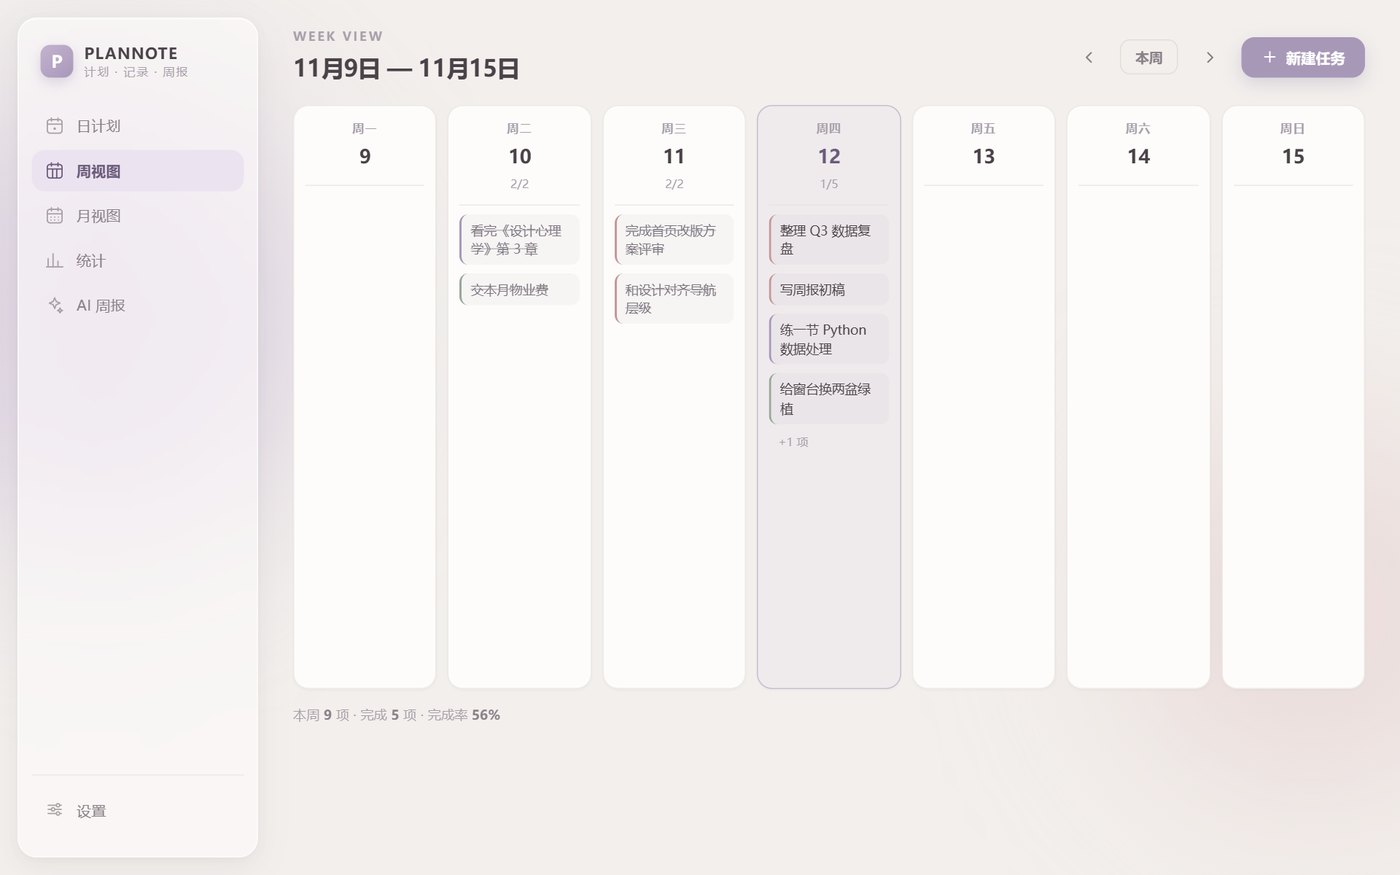 P
PLANNOTE
计划 · 记录 · 周报
日计划
周视图
月视图
统计
AI 周报
设置
WEEK VIEW
11月9日 — 11月15日
本周
新建任务
周一
9
周二
10
2/2
看完《设计心理
学》第 3 章
交本月物业费
周三
11
2/2
完成首页改版方
案评审
和设计对齐导航
层级
周四
12
1/5
整理 Q3 数据复
盘
写周报初稿
练一节 Python
数据处理
给窗台换两盆绿
植
+1 项
周五
13
周六
14
周日
15
本周 9 项 · 完成 5 项 · 完成率 56%